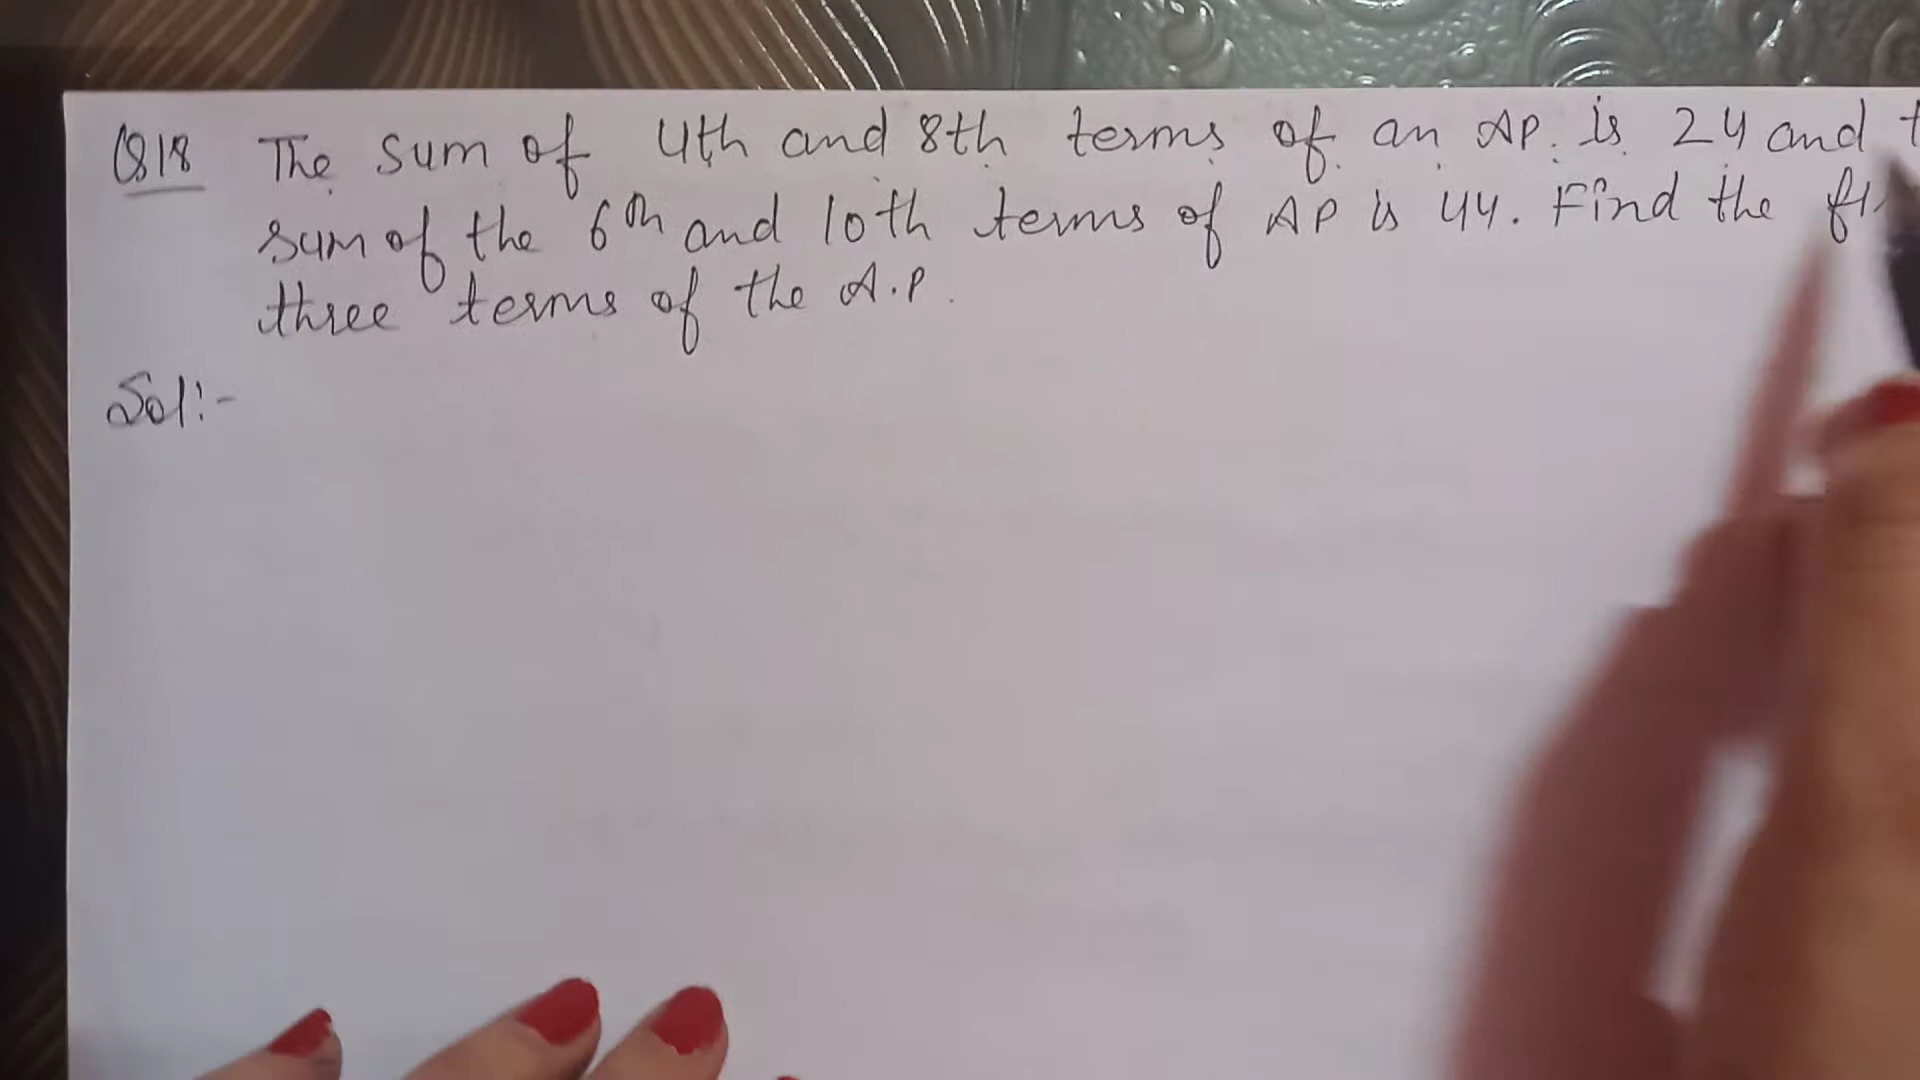 Q18 The sum of 4th and 8th terms of an AP. is 24 and
sum of the 6th and 10th terms of AP is 44. Find the
three terms of the A.P.
Sol:-